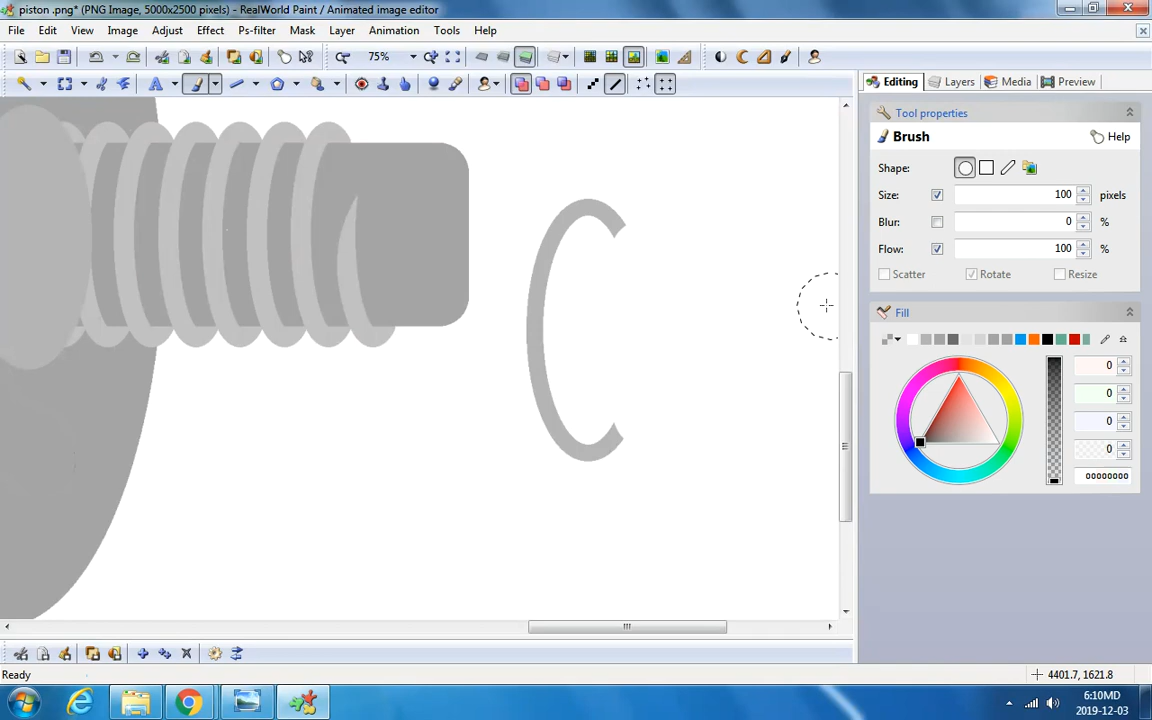 piston .png* (PNG Image, 5000x2500 pixels) - RealWorld Paint / Animated image editor
File Edit View Image Adjust Effect Ps-filter Mask Layer Animation Tools Help
75%
Editing Layers Media Preview
Tool properties
Brush Help
Shape:
Size: 100 pixels
Blur: 0 %
Flow: 100 %
Scatter Rotate Resize
Fill
0
0
0
0
00000000
Ready 4401.7, 1621.8
6:10MD
2019-12-03